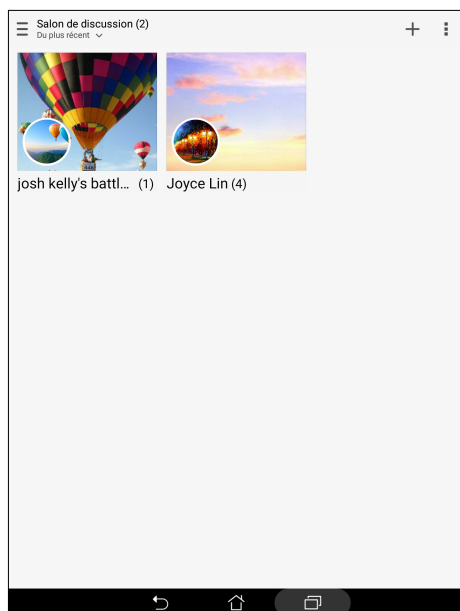 Salon de discussion (2)
Du plus récent
josh kelly's battl... (1)
Joyce Lin (4)